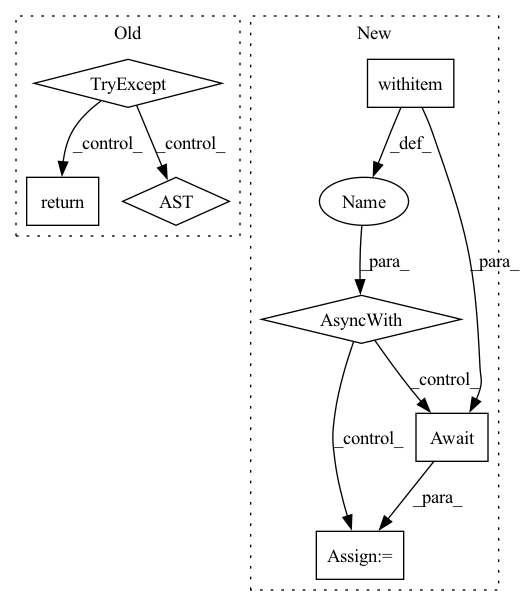 Old
New
TryExcept
withitem
_control_
_control_
_def_
return
AST
Name
_para_
_para_
AsyncWith
_control_
_control_
Await
_para_
Assign:=